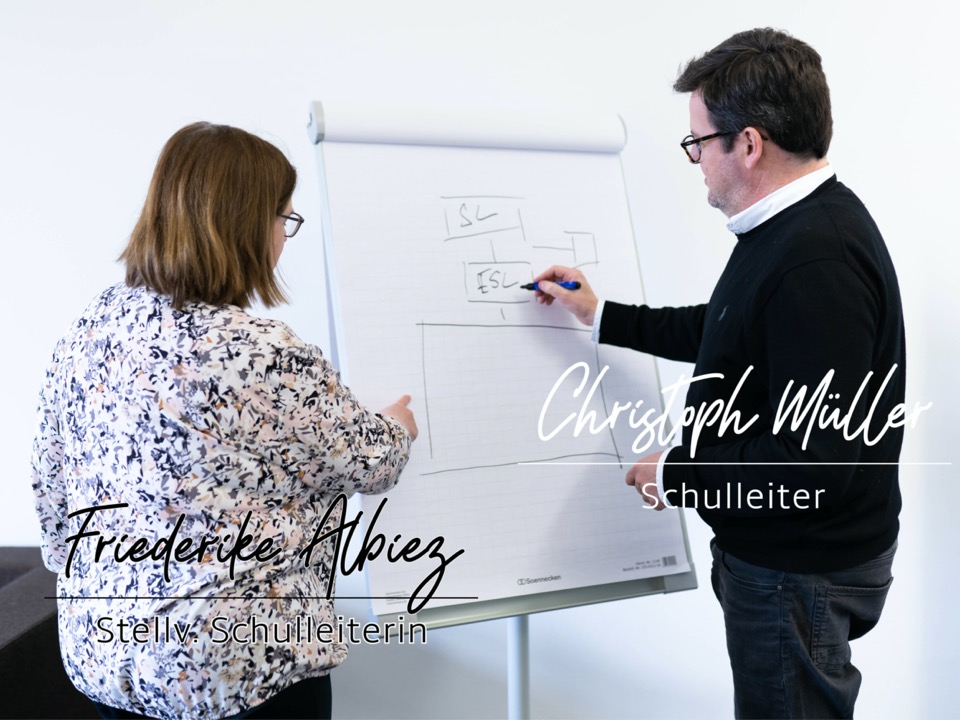 SL
ESL
Christoph Müller
Schulleiter
Friederike Albiez
Stellv. Schulleiterin
Soennecken